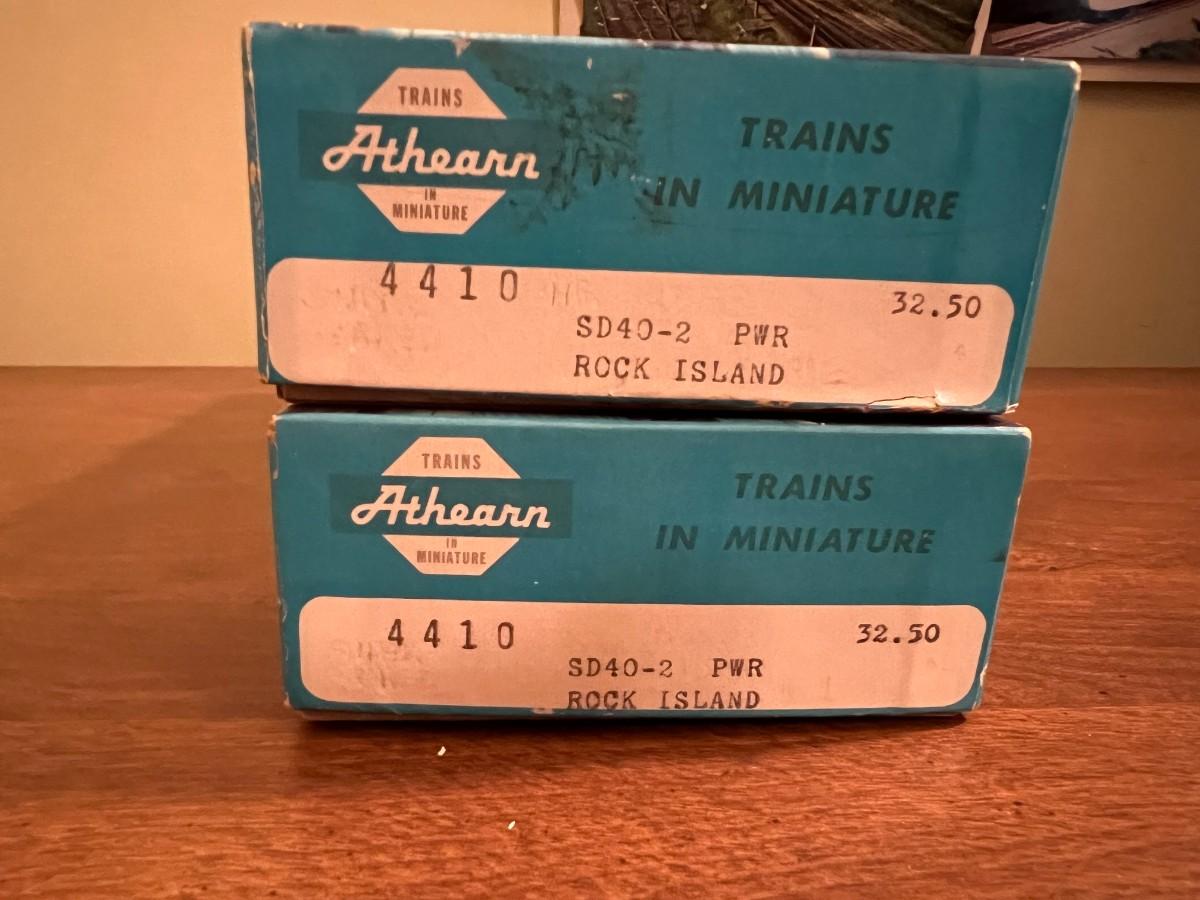 TRAINS
Athearn
IN
MINIATURE
TRAINS
IN MINIATURE
4410
32.50
SD40-2 PWR
ROCK ISLAND
TRAINS
Athearn
IN
MINIATURE
TRAINS
IN MINIATURE
4410
32.50
SD40-2 PWR
ROCK ISLAND